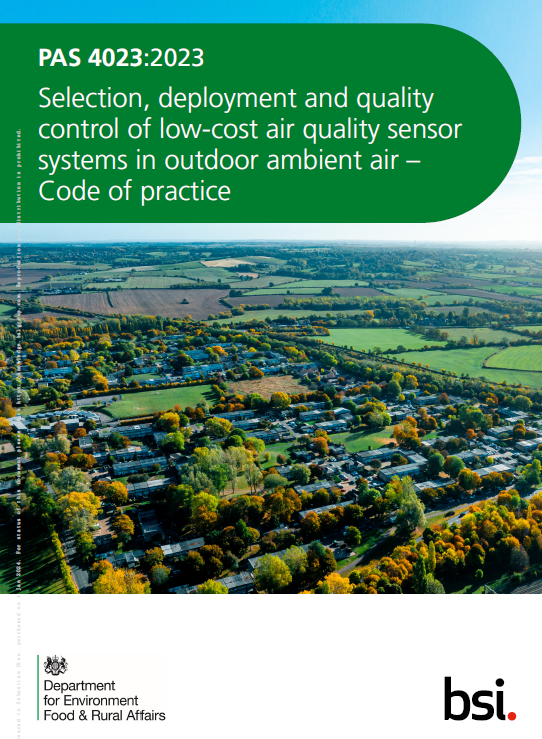 PAS 4023:2023
Selection, deployment and quality
control of low-cost air quality sensor
systems in outdoor ambient air –
Code of practice
Department
for Environment
Food & Rural Affairs
bsi.